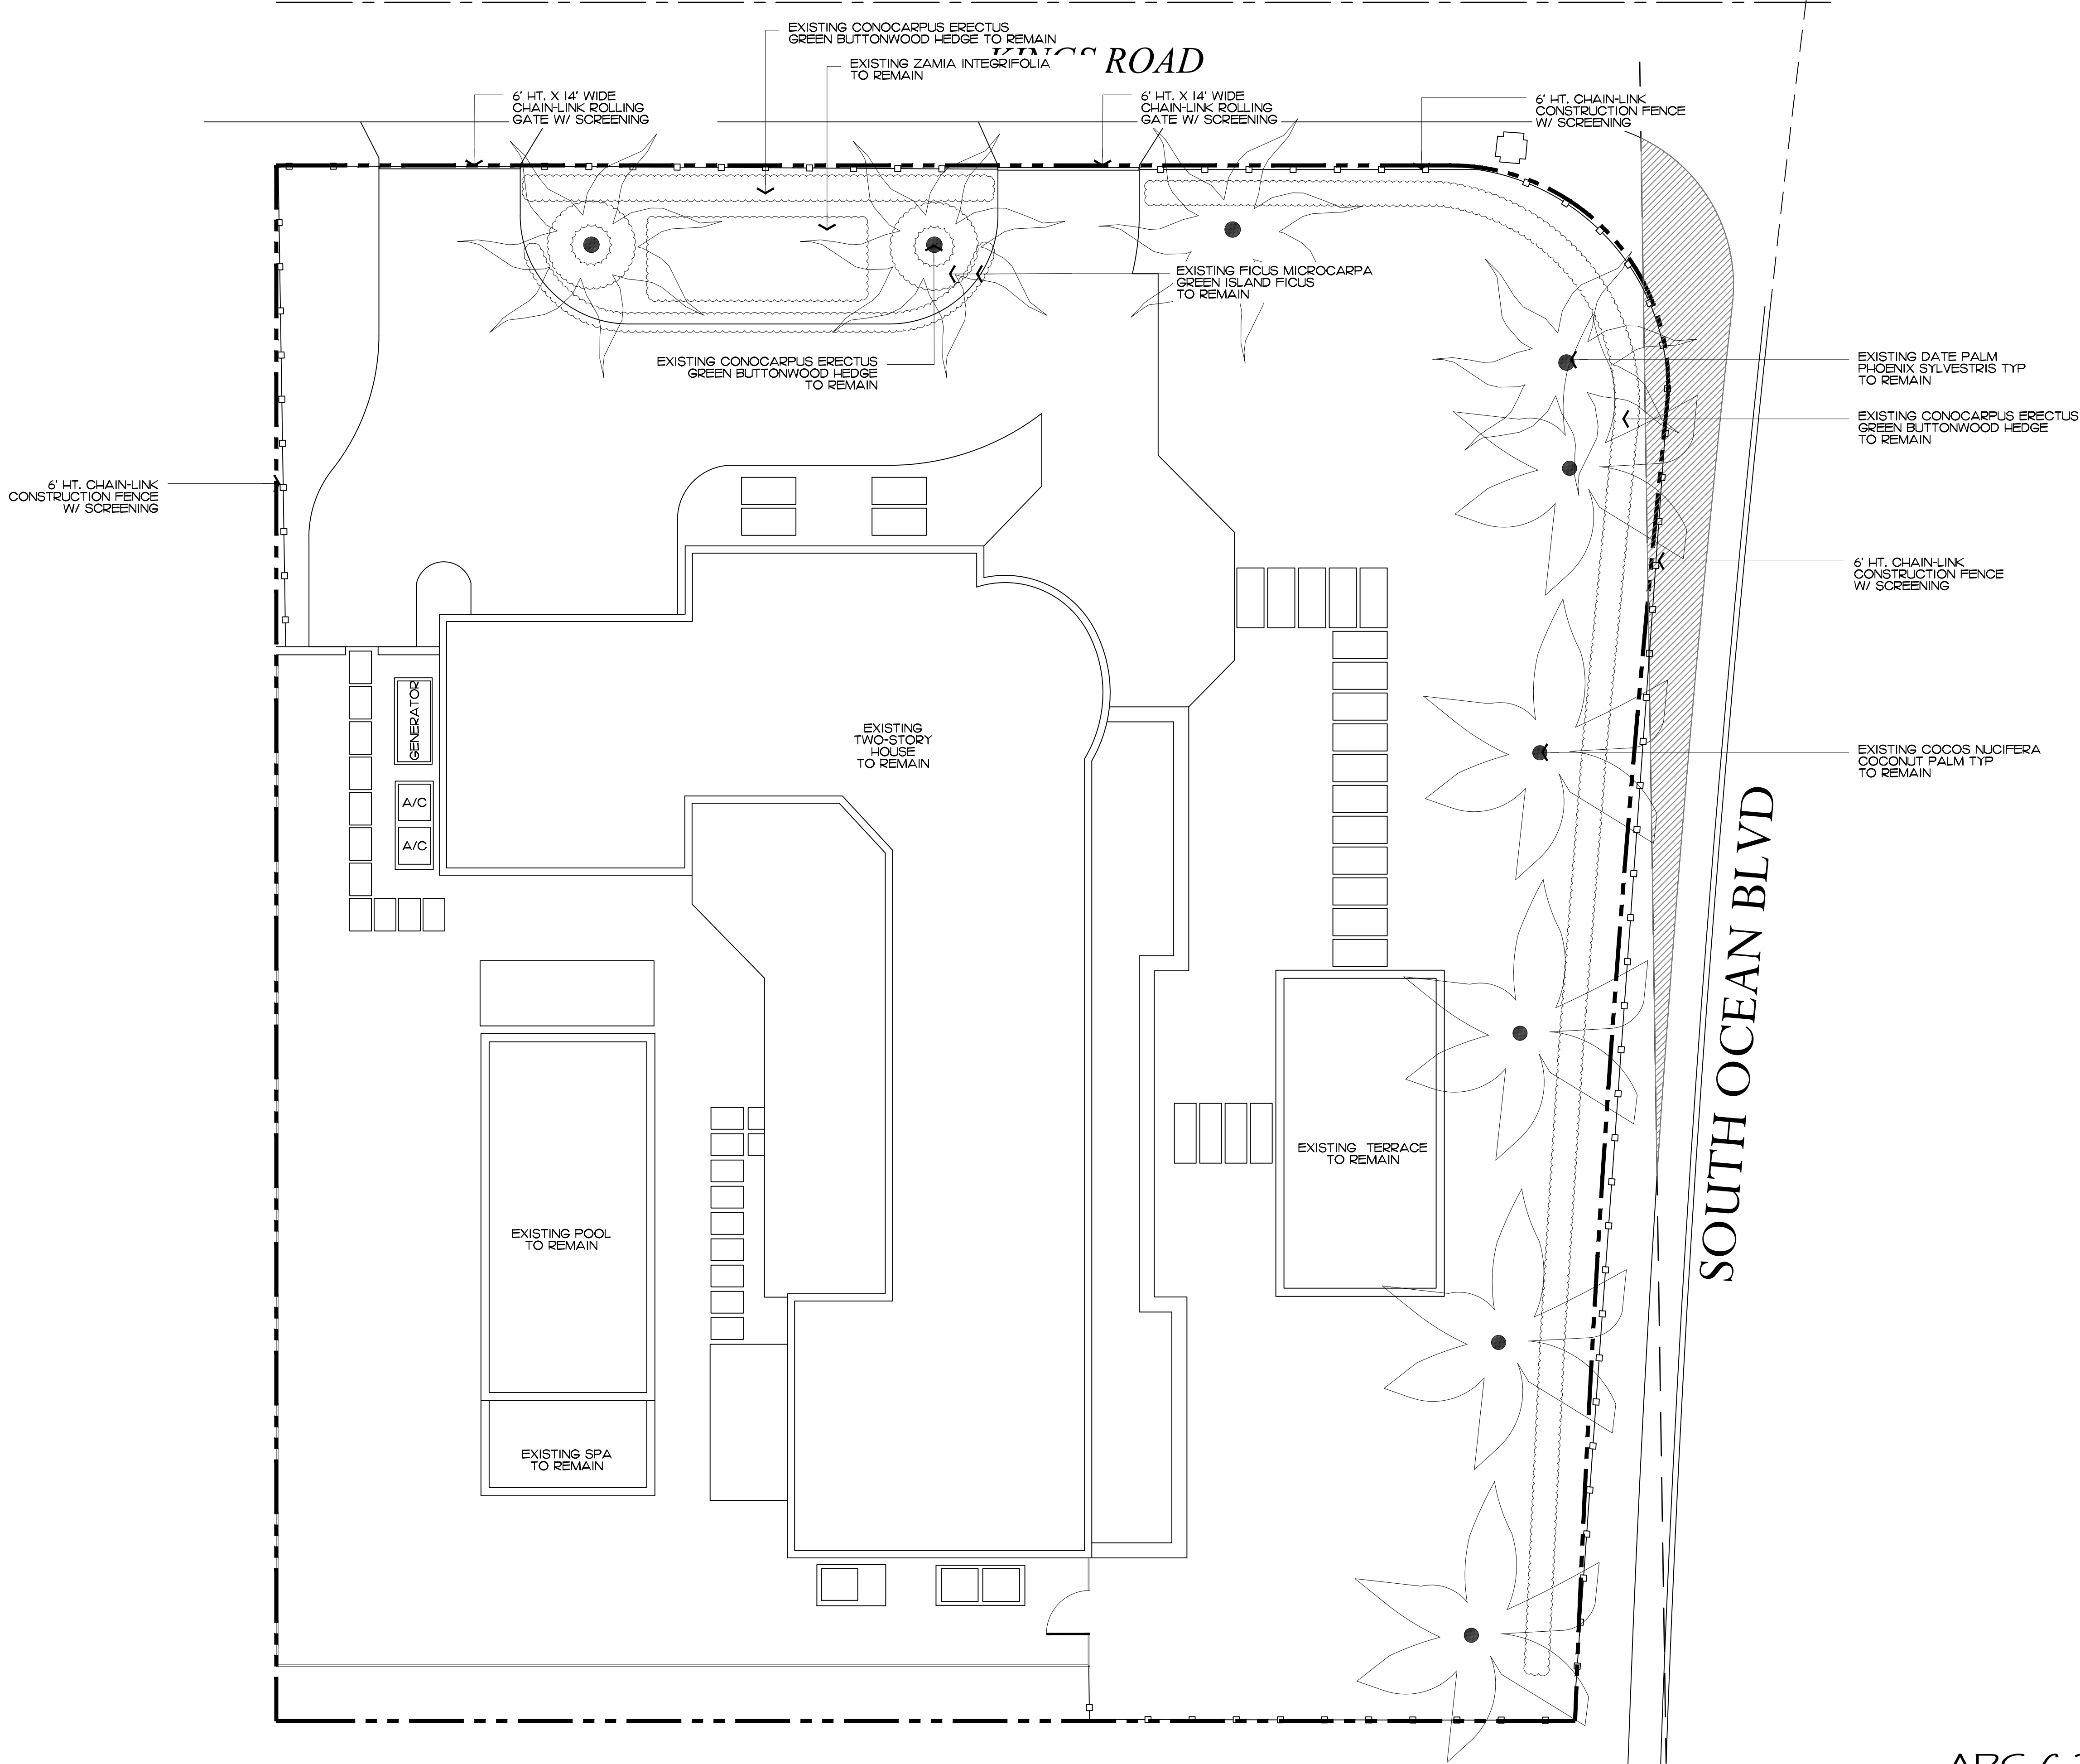 EXISTING CONOCARPUS ERECTUS
GREEN BUTTONWOOD HEDGE TO REMAIN
KINGS ROAD
EXISTING ZAMIA INTEGRIFOLIA
TO REMAIN
6' HT. X 14' WIDE
CHAIN-LINK ROLLING
GATE W/ SCREENING
6' HT. X 14' WIDE
CHAIN-LINK ROLLING
GATE W/ SCREENING
6' HT. CHAIN-LINK
CONSTRUCTION FENCE
W/ SCREENING
EXISTING FICUS MICROCARPA
GREEN ISLAND FICUS
TO REMAIN
EXISTING CONOCARPUS ERECTUS
GREEN BUTTONWOOD HEDGE
TO REMAIN
EXISTING DATE PALM
PHOENIX SYLVESTRIS TYP
TO REMAIN
EXISTING CONOCARPUS ERECTUS
GREEN BUTTONWOOD HEDGE
TO REMAIN
6' HT. CHAIN-LINK
CONSTRUCTION FENCE
W/ SCREENING
6' HT. CHAIN-LINK
CONSTRUCTION FENCE
W/ SCREENING
GENERATOR
A/C
A/C
EXISTING
TWO-STORY
HOUSE
TO REMAIN
EXISTING COCOS NUCIFERA
COCONUT PALM TYP
TO REMAIN
SOUTH OCEAN BLVD
EXISTING TERRACE
TO REMAIN
EXISTING POOL
TO REMAIN
EXISTING SPA
TO REMAIN